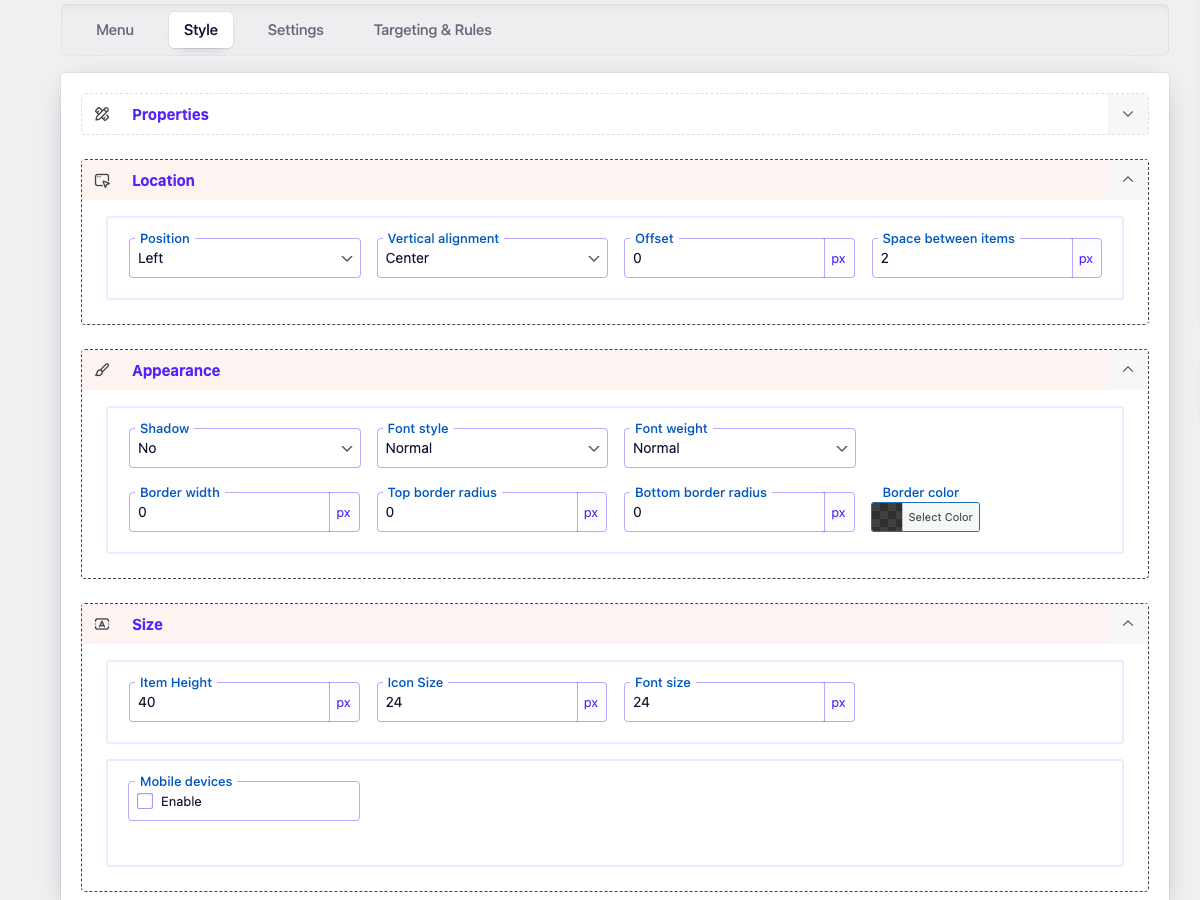 Menu Style Settings Targeting & Rules
Properties
Location
Position Vertical alignment Offset Space between items
Left Center 0 px 2 px
Appearance
Shadow Font style Font weight
No Normal Normal
Border width Top border radius Bottom border radius Border color
0 px 0 px 0 px Select Color
A Size
Item Height Icon Size Font size
40 px 24 px 24 px
Mobile devices
Enable